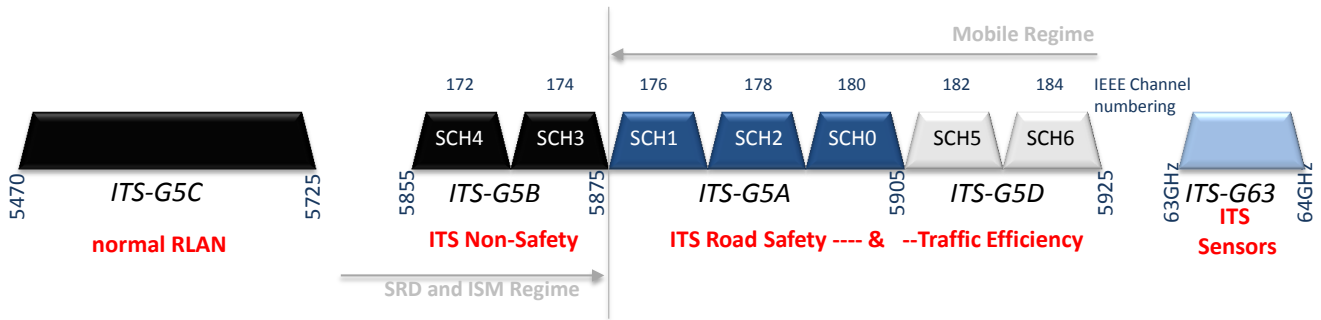 Mobile Regime
172 174 176 178 180 182 184 IEEE Channel
numbering
SCH4 SCH3 SCH1 SCH2 SCH0 SCH5 SCH6
5470 5725 5855 5875 5905 5925 63GHz 64GHz
ITS-G5C ITS-G5B ITS-G5A ITS-G5D ITS-G63
normal RLAN ITS Non-Safety ITS Road Safety ---- & --Traffic Efficiency ITS
Sensors
SRD and ISM Regime